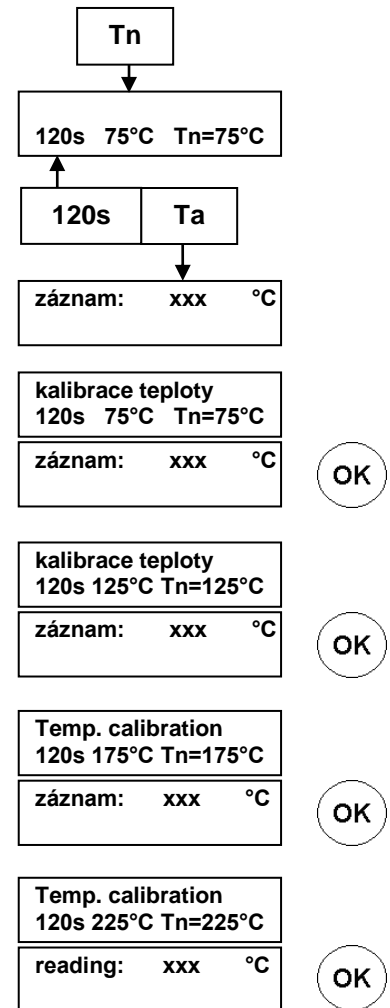 Tn
120s 75°C Tn=75°C
120s Ta
záznam: xxx °C
kalibrace teploty
120s 75°C Tn=75°C
záznam: xxx °C
OK
kalibrace teploty
120s 125°C Tn=125°C
záznam: xxx °C
OK
Temp. calibration
120s 175°C Tn=175°C
záznam: xxx °C
OK
Temp. calibration
120s 225°C Tn=225°C
reading: xxx °C
OK